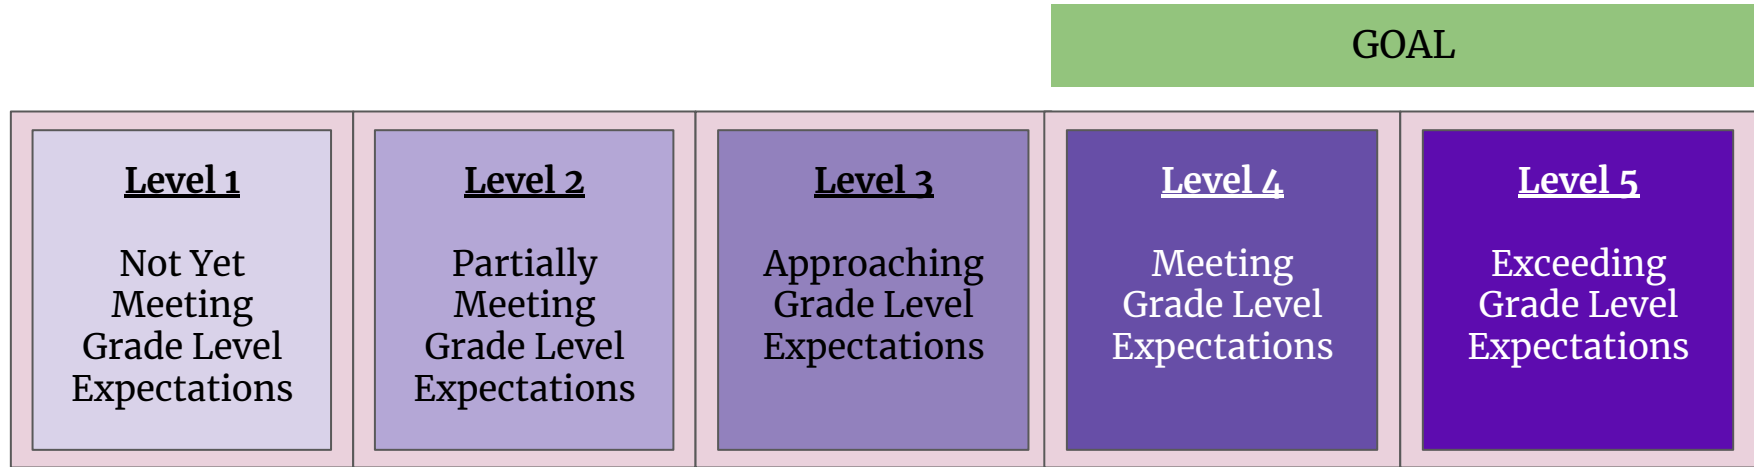 GOAL
Level 1
Not Yet
Meeting
Grade Level
Expectations
Level 2
Partially
Meeting
Grade Level
Expectations
Level 3
Approaching
Grade Level
Expectations
Level 4
Meeting
Grade Level
Expectations
Level 5
Exceeding
Grade Level
Expectations